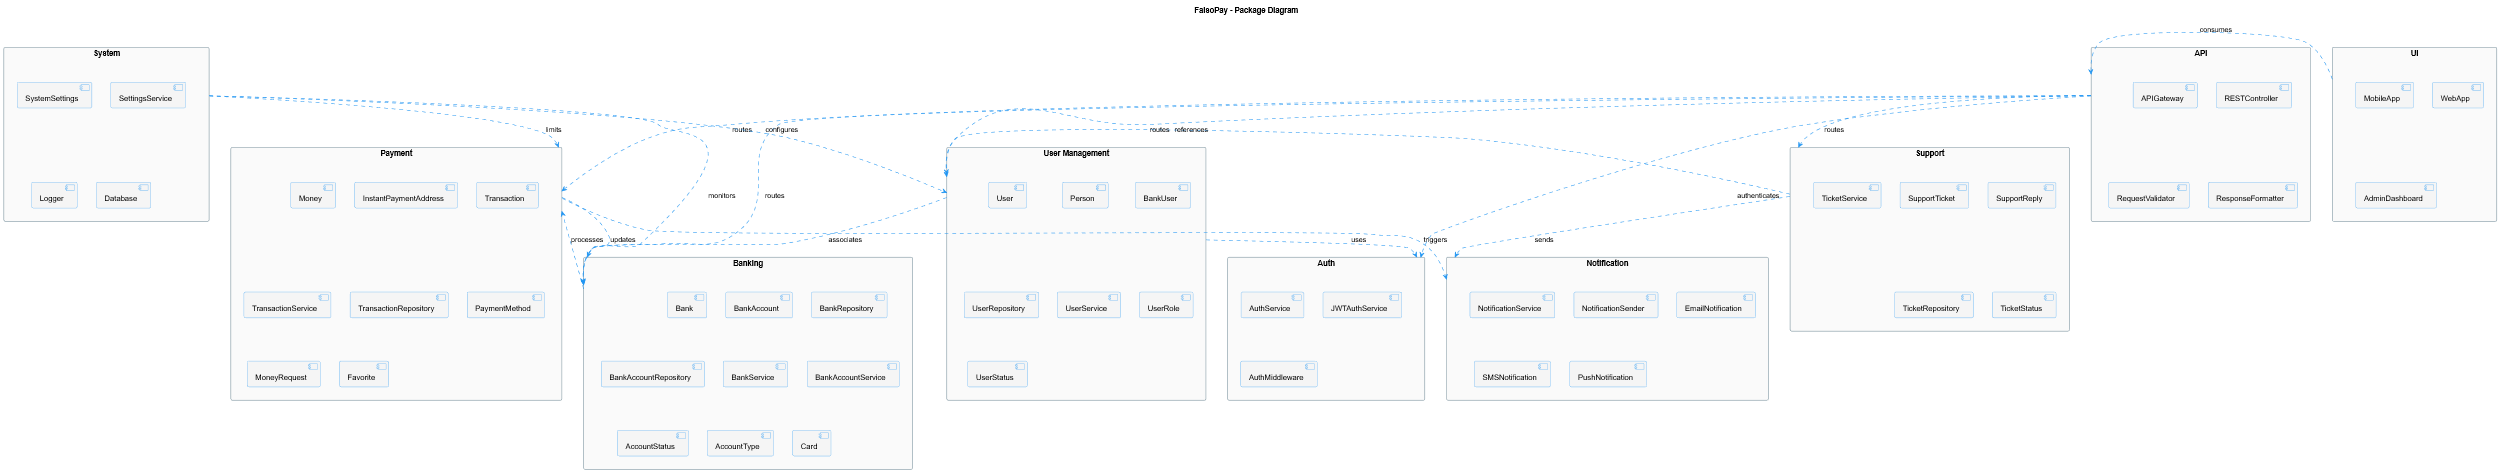 FalsoPay - Package Diagram
consumes
System
SystemSettings
SettingsService
Logger
Database
API
APIGateway
RESTController
RequestValidator
ResponseFormatter
UI
MobileApp
WebApp
AdminDashboard
limits
routes
configures
routes
references
routes
Payment
Money
InstantPaymentAddress
Transaction
TransactionService
TransactionRepository
PaymentMethod
MoneyRequest
Favorite
monitors
routes
User Management
User
Person
BankUser
UserRepository
UserService
UserRole
UserStatus
Support
TicketService
SupportTicket
SupportReply
TicketRepository
TicketStatus
authenticates
processes
updates
associates
uses
triggers
sends
Banking
Bank
BankAccount
BankRepository
BankAccountRepository
BankService
BankAccountService
AccountStatus
AccountType
Card
Auth
AuthService
JWTAuthService
AuthMiddleware
Notification
NotificationService
NotificationSender
EmailNotification
SMSNotification
PushNotification